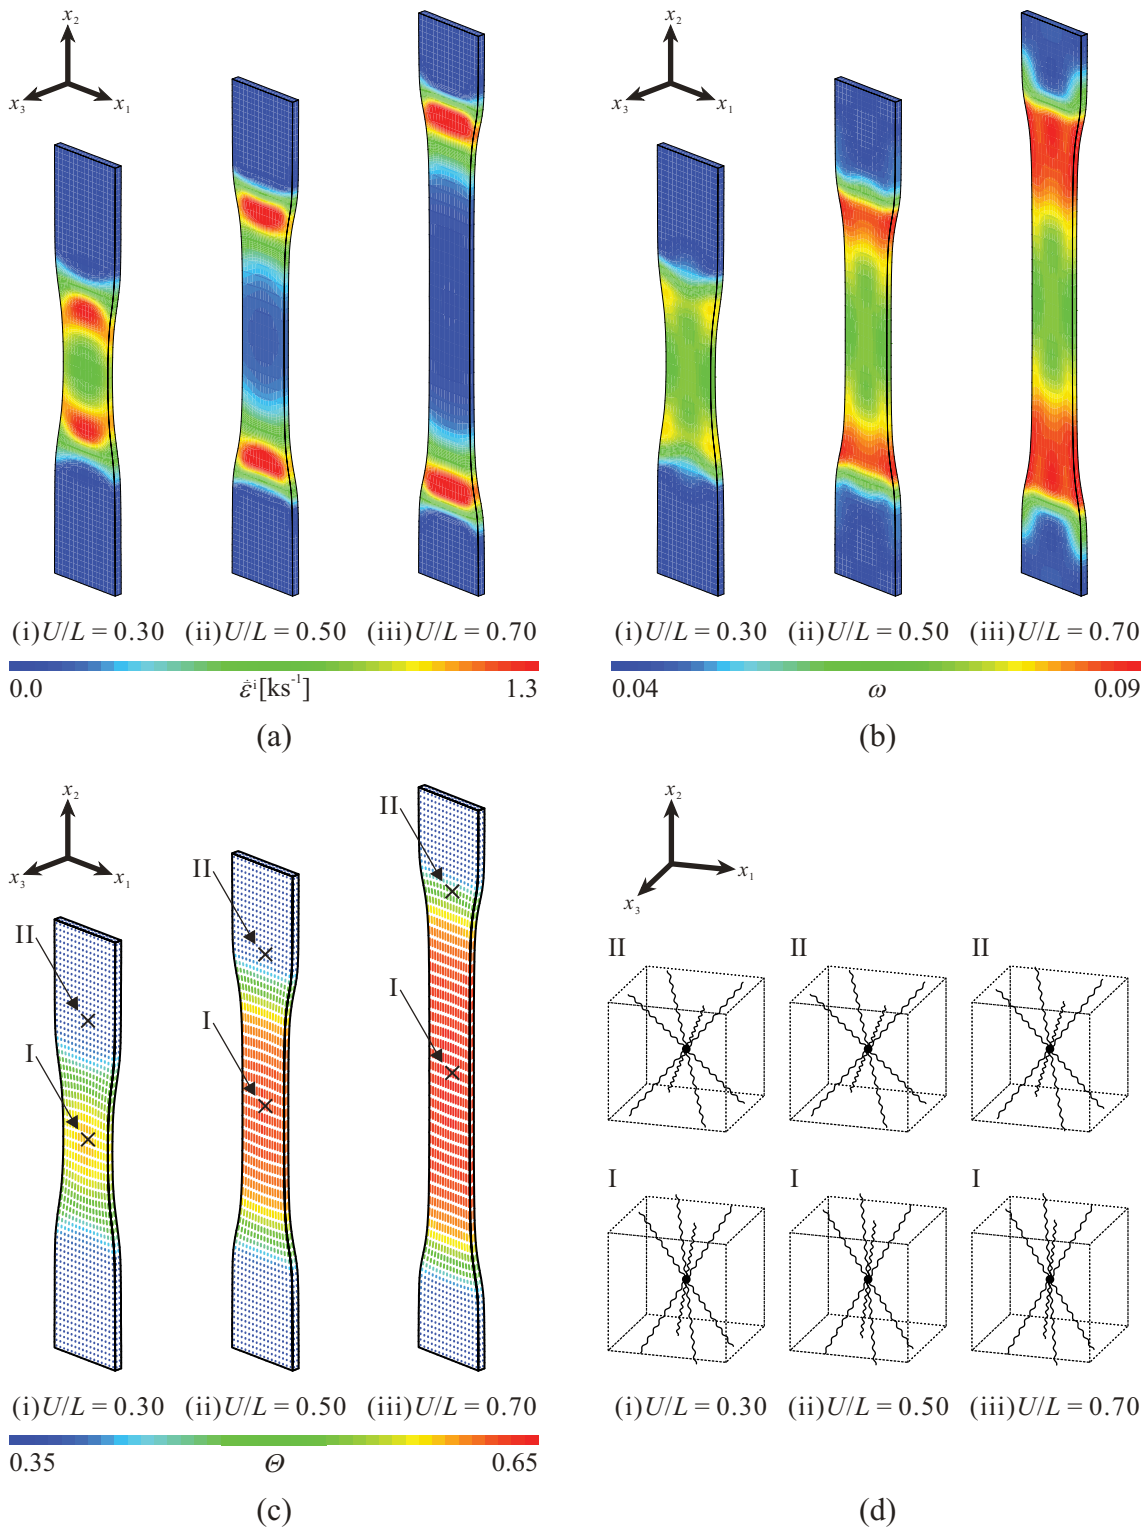 x2
x3
x1
(i)U/L = 0.30 (ii)U/L = 0.50 (iii)U/L = 0.70
0.0 ε̇ⁱ[ks⁻¹] 1.3
(a)
x2
x3
x1
(i)U/L = 0.30 (ii)U/L = 0.50 (iii)U/L = 0.70
0.04 ω 0.09
(b)
x2
x3
x1
II
I
II
I
II
I
(i)U/L = 0.30 (ii)U/L = 0.50 (iii)U/L = 0.70
0.35 Θ 0.65
(c)
x2
x1
x3
II II II
I I I
(i)U/L = 0.30 (ii)U/L = 0.50 (iii)U/L = 0.70
(d)